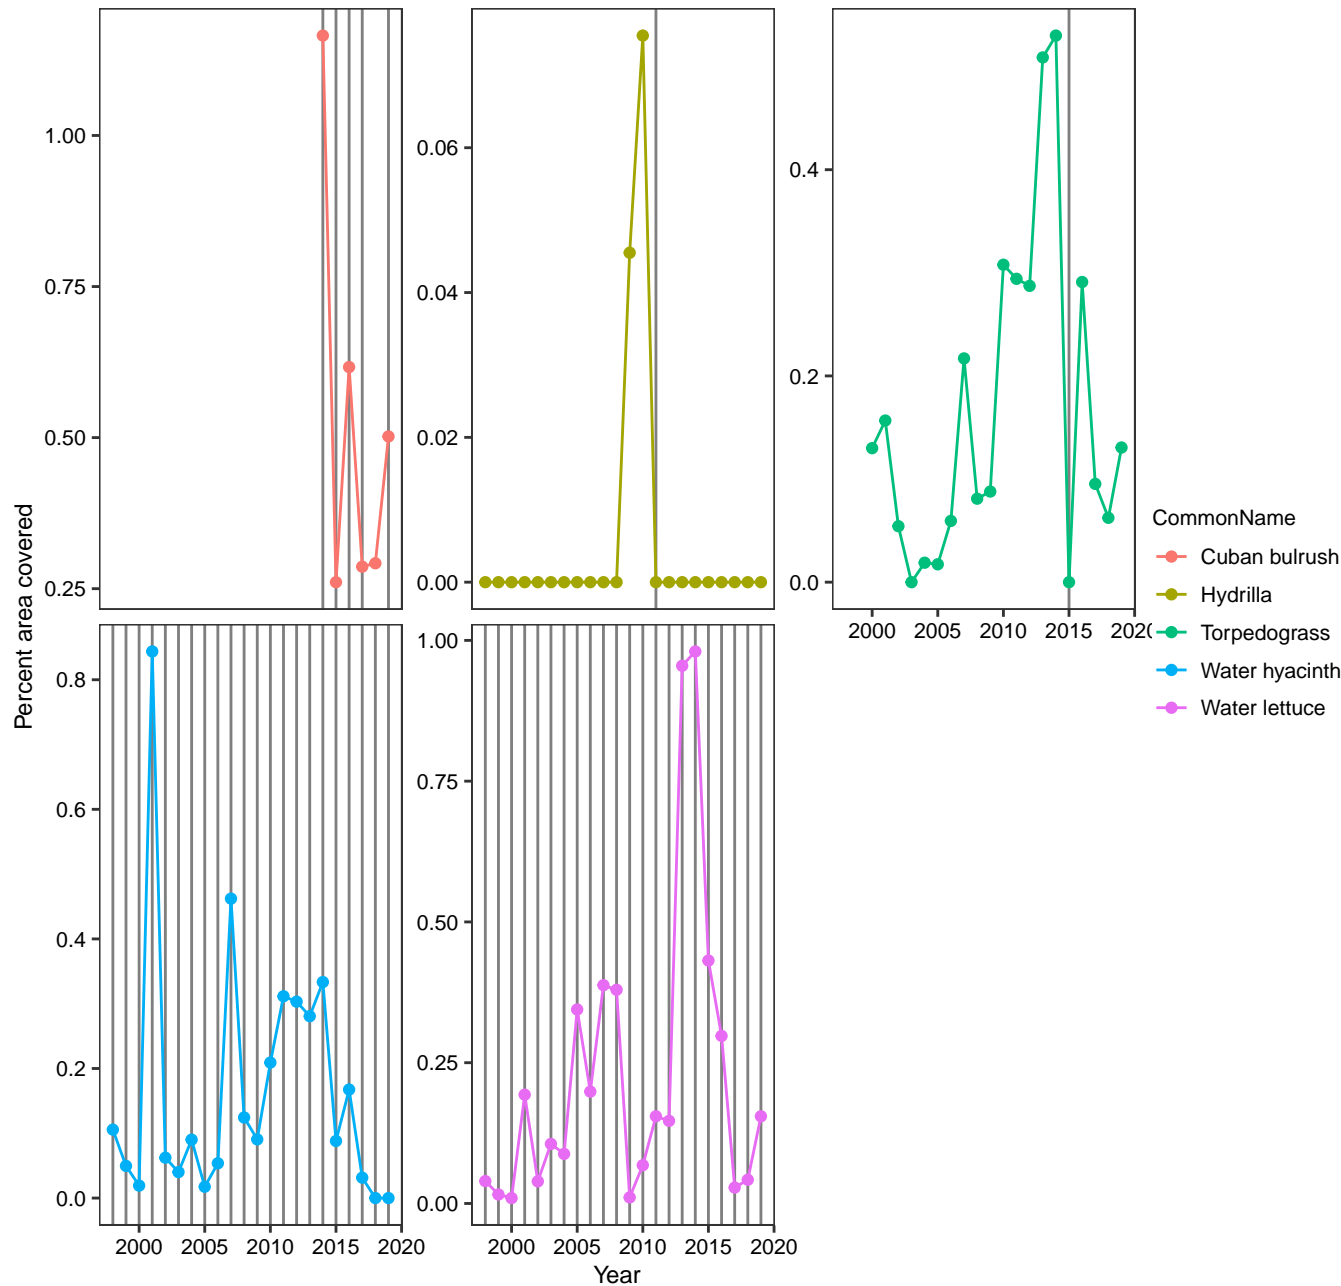 1.00
0.75
0.50
0.25
0.06
0.04
0.02
0.00
0.4
0.2
0.0
2000 2005 2010 2015 2020
Percent area covered
0.8
0.6
0.4
0.2
0.0
2000 2005 2010 2015 2020
1.00
0.75
0.50
0.25
0.00
2000 2005 2010 2015 2020
Year
CommonName
Cuban bulrush
Hydrilla
Torpedograss
Water hyacinth
Water lettuce